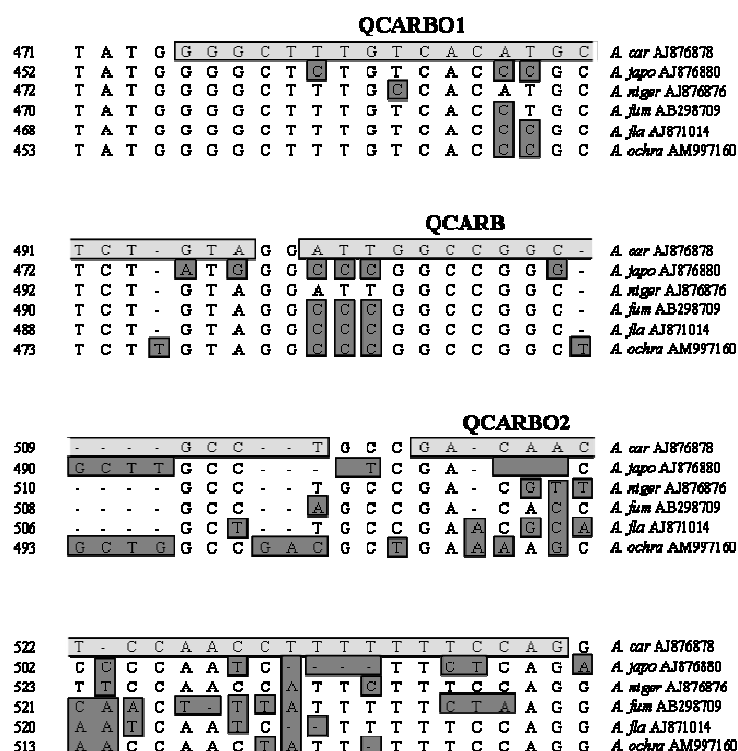 QCARBO1
471 T A T G G G G C T T T G T C A C A T G C A. car AJ876878
452 T A T G G G G C T C T G T C A C C C G C A. japo AJ876880
472 T A T G G G G C T T T G C C A C A T G C A. niger AJ876876
470 T A T G G G G C T T T G T C A C C T G C A. fum AB298709
468 T A T G G G G C T T T G T C A C C C G C A. fla AJ871014
453 T A T G G G G C T T T G T C A C C C G C A. ochra AM997160
QCARB
491 T C T - G T A G G A T T G G C C G G C - A. car AJ876878
472 T C T - A T G G G C C C G G C C G G G - A. japo AJ876880
492 T C T - G T A G G A T T G G C C G G C - A. niger AJ876876
490 T C T - G T A G G C C C G G C C G G C - A. fum AB298709
488 T C T - G T A G G C C C G G C C G G C - A. fla AJ871014
473 T C T T G T A G G C C C G G C C G G C T A. ochra AM997160
QCARBO2
509 - - - - G C C - - T G C C G A - C A A C A. car AJ876878
490 G C T T G C C - - - T C G A - C A. japo AJ876880
510 - - - - G C C - - T G C C G A - C G T T A. niger AJ876876
508 - - - - G C C - - A G C C G A - C A C C A. fum AB298709
506 - - - - G C T - - T G C C G A A C G C A A. fla AJ871014
493 G C T G G C C G A C G C T G A A A A G C A. ochra AM997160
522 T - C C A A C C T T T T T T T C C A G G A. car AJ876878
502 C C C C A A T C - - - - T T C T C A G A A. japo AJ876880
523 T T C C A A C C A T T C T T T C C A G G A. niger AJ876876
521 C A A C T - T T A T T T T T C T A A G G A. fum AB298709
520 A A T C A A T C - - T T T T T C C A G G A. fla AJ871014
513 A A C C A A C T A T T - T T T C C A G G A. ochra AM997160